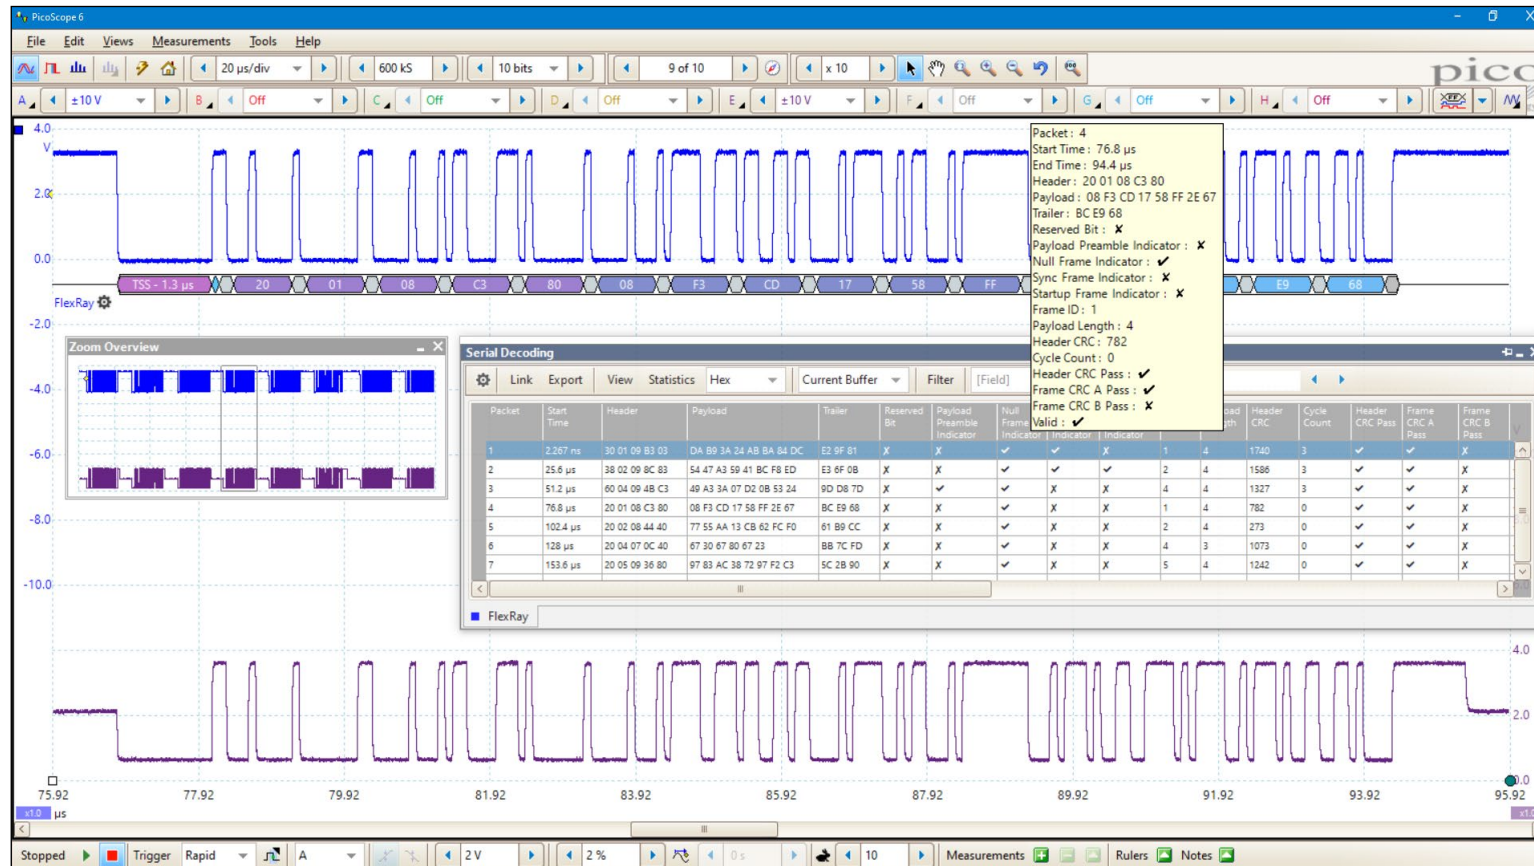 PicoScope 6
File Edit Views Measurements Tools Help
20 µs/div 600 kS 10 bits 9 of 10 x 10
pico
A ±10 V B Off C Off D Off E ±10 V F Off G Off H Off
4.0
V
2.0
0.0
-2.0
-4.0
-6.0
-8.0
-10.0
TSS - 1.3 µs 20 01 08 C3 80 08 F3 CD 17 58 FF E9 68
FlexRay
Packet : 4
Start Time : 76.8 µs
End Time : 94.4 µs
Header : 20 01 08 C3 80
Payload : 08 F3 CD 17 58 FF 2E 67
Trailer : BC E9 68
Reserved Bit : ✘
Payload Preamble Indicator : ✘
Null Frame Indicator : ✔
Sync Frame Indicator : ✘
Startup Frame Indicator : ✘
Frame ID : 1
Payload Length : 4
Header CRC : 782
Cycle Count : 0
Header CRC Pass : ✔
Frame CRC A Pass : ✔
Frame CRC B Pass : ✘
Valid : ✔
Zoom Overview
Serial Decoding
Link Export View Statistics Hex Current Buffer Filter [Field]
Packet Start Time Header Payload Trailer Reserved Bit Payload Preamble Indicator Null Frame Indicator Indicator Indicator Header CRC Cycle Count Header CRC Pass Frame CRC A Pass Frame CRC B Pass
1 2.267 ns 30 01 09 B3 03 DA B9 3A 24 AB BA 84 DC E2 9F 81 ✘ ✘ ✔ ✔ ✘ 1 4 1740 3 ✔ ✔ ✘
2 25.6 µs 38 02 09 8C 83 54 47 A3 59 41 BC F8 ED E3 6F 0B ✘ ✘ ✔ ✔ ✔ 2 4 1586 3 ✔ ✔ ✘
3 51.2 µs 60 04 09 4B C3 49 A3 3A 07 D2 0B 53 24 9D D8 7D ✘ ✔ ✔ ✘ ✘ 4 4 1327 3 ✔ ✔ ✘
4 76.8 µs 20 01 08 C3 80 08 F3 CD 17 58 FF 2E 67 BC E9 68 ✘ ✘ ✔ ✘ ✘ 1 4 782 0 ✔ ✔ ✘
5 102.4 µs 20 02 08 44 40 77 55 AA 13 CB 62 FC F0 61 B9 CC ✘ ✘ ✔ ✘ ✘ 2 4 273 0 ✔ ✔ ✘
6 128 µs 20 04 07 0C 40 67 30 67 80 67 23 BB 7C FD ✘ ✘ ✔ ✘ ✘ 4 3 1073 0 ✔ ✔ ✘
7 153.6 µs 20 05 09 36 80 97 83 AC 38 72 97 F2 C3 5C 2B 90 ✘ ✘ ✔ ✘ ✘ 5 4 1242 0 ✔ ✔ ✘
FlexRay
4.0
2.0
0.0
75.92 77.92 79.92 81.92 83.92 85.92 87.92 89.92 91.92 93.92 95.92
x1.0 µs x1.0
Stopped Trigger Rapid A 2 V 2 % 0 s 10 Measurements Rulers Notes